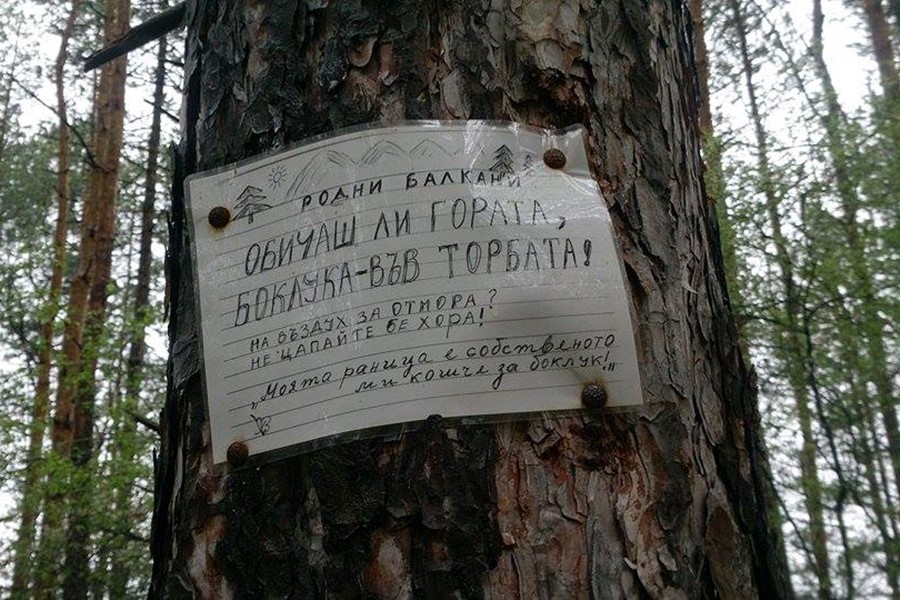 РОДНИ БАЛКАНИ
ОБИЧАШ ЛИ ГОРАТА,
БОКЛУКА-ВЪВ ТОРБАТА!
НА ВЪЗДУХ ЗА ОТМОРА?
НЕ ЦАПАЙТЕ БЕ ХОРА!
„Моята раница е собственото
ми кошче за боклук!"